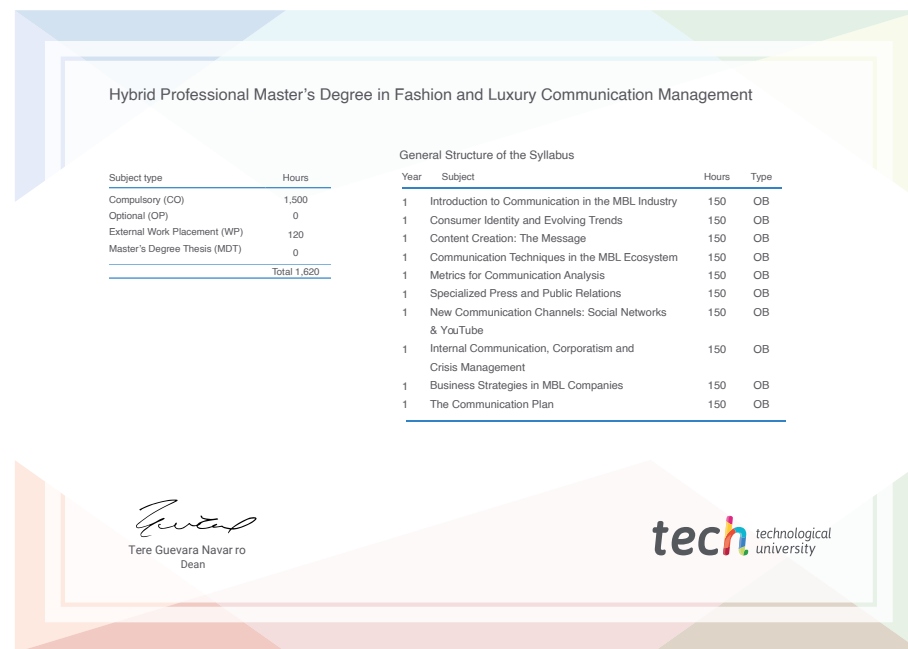 Hybrid Professional Master's Degree in Fashion and Luxury Communication Management
Subject type Hours
Compulsory (CO) 1,500
Optional (OP) 0
External Work Placement (WP) 120
Master's Degree Thesis (MDT) 0
Total 1,620
General Structure of the Syllabus
Year Subject Hours Type
1 Introduction to Communication in the MBL Industry 150 OB
1 Consumer Identity and Evolving Trends 150 OB
1 Content Creation: The Message 150 OB
1 Communication Techniques in the MBL Ecosystem 150 OB
1 Metrics for Communication Analysis 150 OB
1 Specialized Press and Public Relations 150 OB
1 New Communication Channels: Social Networks 150 OB
& YouTube
1 Internal Communication, Corporatism and 150 OB
Crisis Management
1 Business Strategies in MBL Companies 150 OB
1 The Communication Plan 150 OB
Tere Guevara Navar ro
Dean
tech technological
university